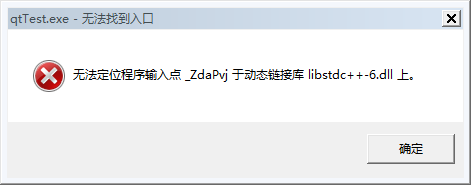 qtTest.exe - 无法找到入口
无法定位程序输入点 _ZdaPvj 于动态链接库 libstdc++-6.dll 上。
确定